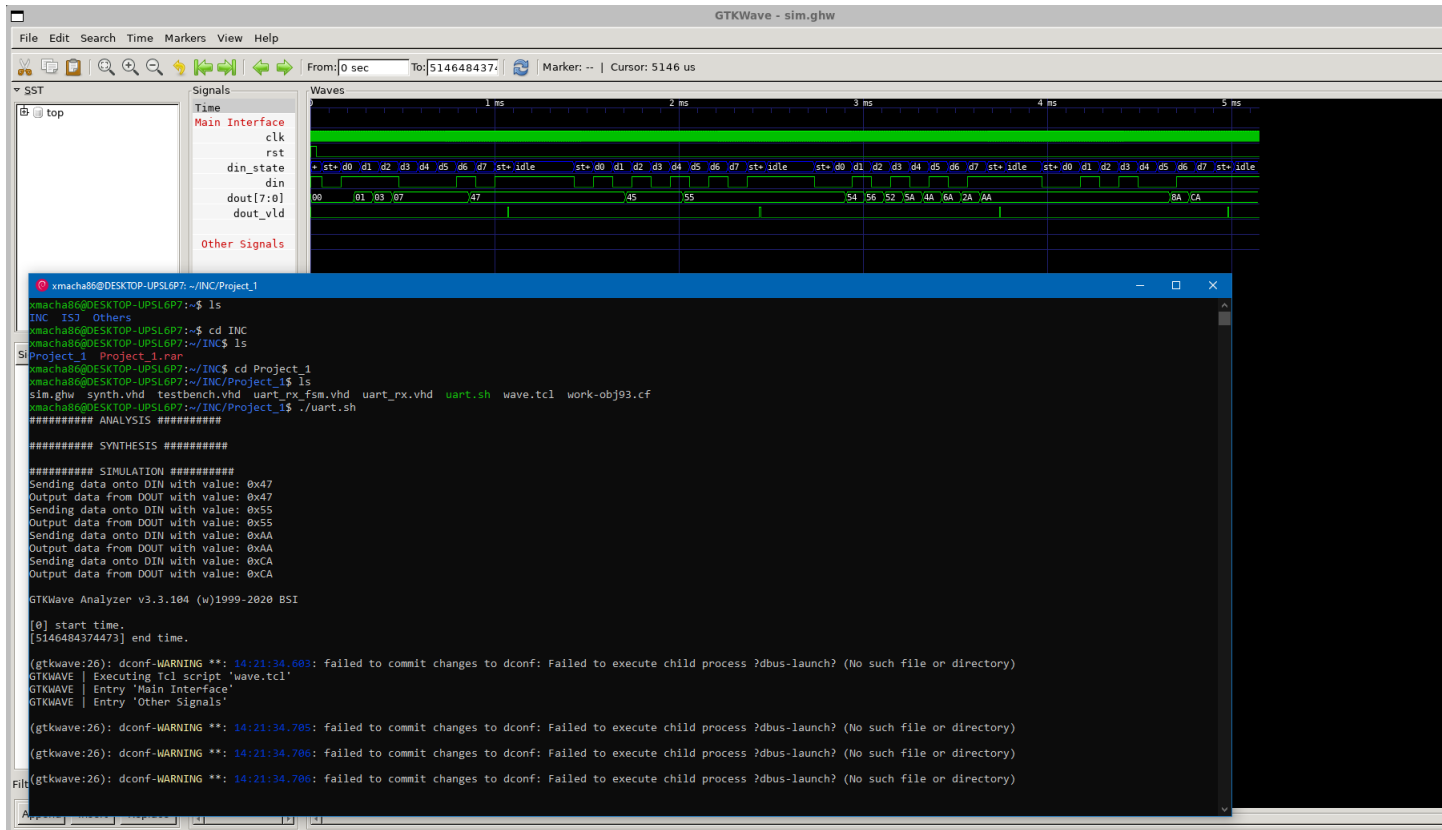 GTKWave - sim.ghw
File Edit Search Time Markers View Help
From: 0 sec To: 514648437 Marker: -- | Cursor: 5146 us
SST
top
Signals
Time
Main Interface
clk
rst
din_state
din
dout[7:0]
dout_vld
Other Signals
Waves
0 1 ms 2 ms 3 ms 4 ms 5 ms
+ st+ d0 d1 d2 d3 d4 d5 d6 d7 st+ idle st+ d0 d1 d2 d3 d4 d5 d6 d7 st+ idle st+ d0 d1 d2 d3 d4 d5 d6 d7 st+ idle st+ d0 d1 d2 d3 d4 d5 d6 d7 st+ idle
00 01 03 07 47 45 55 54 56 52 5A 4A 6A 2A AA 8A CA
xmacha86@DESKTOP-UPSL6P7: ~/INC/Project_1
xmacha86@DESKTOP-UPSL6P7:~$ ls
INC ISJ Others
xmacha86@DESKTOP-UPSL6P7:~$ cd INC
xmacha86@DESKTOP-UPSL6P7:~/INC$ ls
Project_1 Project_1.rar
xmacha86@DESKTOP-UPSL6P7:~/INC$ cd Project_1
xmacha86@DESKTOP-UPSL6P7:~/INC/Project_1$ ls
sim.ghw synth.vhd testbench.vhd uart_rx_fsm.vhd uart_rx.vhd uart.sh wave.tcl work-obj93.cf
xmacha86@DESKTOP-UPSL6P7:~/INC/Project_1$ ./uart.sh
########## ANALYSIS ##########
########## SYNTHESIS ##########
########## SIMULATION ##########
Sending data onto DIN with value: 0x47
Output data from DOUT with value: 0x47
Sending data onto DIN with value: 0x55
Output data from DOUT with value: 0x55
Sending data onto DIN with value: 0xAA
Output data from DOUT with value: 0xAA
Sending data onto DIN with value: 0xCA
Output data from DOUT with value: 0xCA
GTKWave Analyzer v3.3.104 (w)1999-2020 BSI
[0] start time.
[5146484374473] end time.
(gtkwave:26): dconf-WARNING **: 14:21:34.603: failed to commit changes to dconf: Failed to execute child process ?dbus-launch? (No such file or directory)
GTKWAVE | Executing Tcl script 'wave.tcl'
GTKWAVE | Entry 'Main Interface'
GTKWAVE | Entry 'Other Signals'
(gtkwave:26): dconf-WARNING **: 14:21:34.705: failed to commit changes to dconf: Failed to execute child process ?dbus-launch? (No such file or directory)
(gtkwave:26): dconf-WARNING **: 14:21:34.706: failed to commit changes to dconf: Failed to execute child process ?dbus-launch? (No such file or directory)
(gtkwave:26): dconf-WARNING **: 14:21:34.706: failed to commit changes to dconf: Failed to execute child process ?dbus-launch? (No such file or directory)